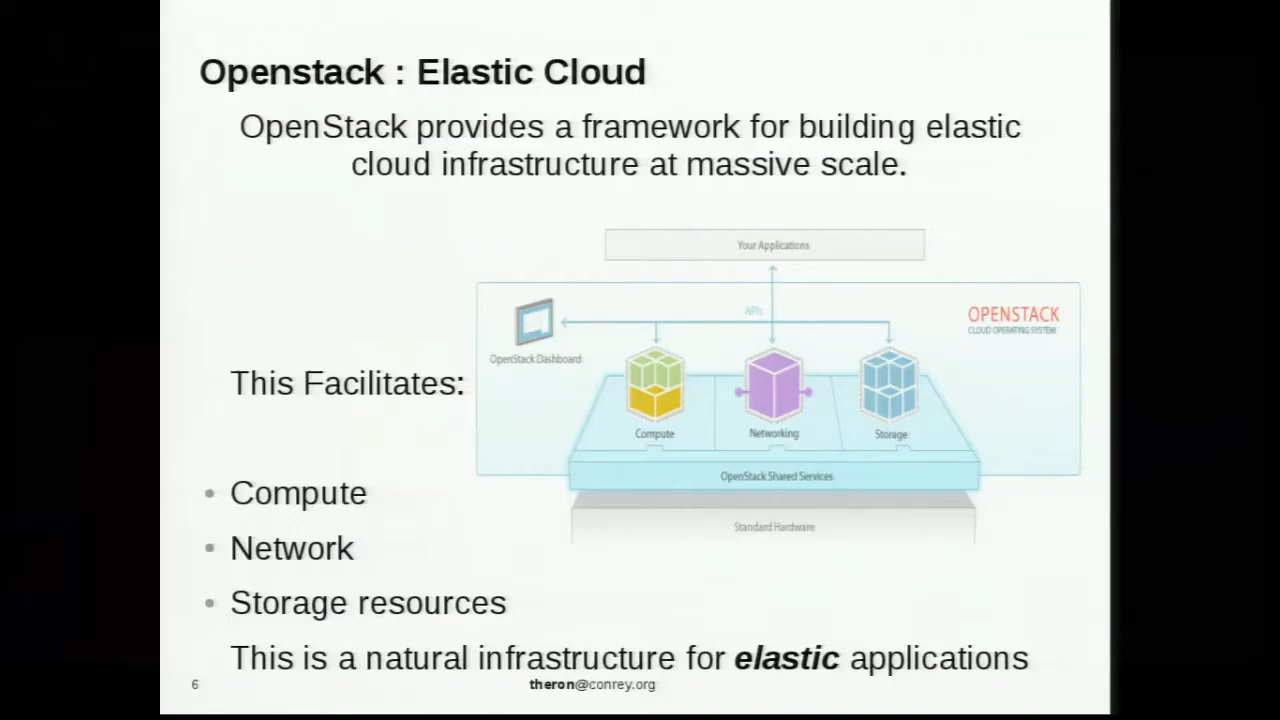 Openstack : Elastic Cloud
OpenStack provides a framework for building elastic
cloud infrastructure at massive scale.
Your Applications
APIs
OPENSTACK
CLOUD OPERATING SYSTEM
OpenStack Dashboard
This Facilitates:
Compute
Networking
Storage
OpenStack Shared Services
Standard Hardware
• Compute
• Network
• Storage resources
This is a natural infrastructure for elastic applications
6
theron@conrey.org